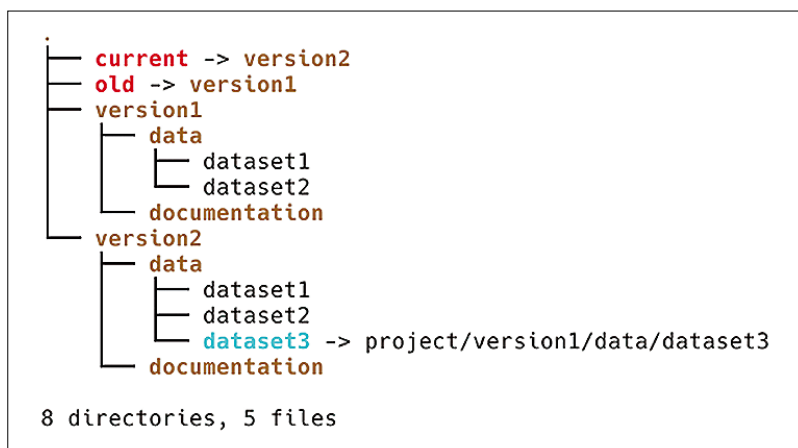 .
current -> version2
old -> version1
version1
data
dataset1
dataset2
documentation
version2
data
dataset1
dataset2
dataset3 -> project/version1/data/dataset3
documentation
8 directories, 5 files